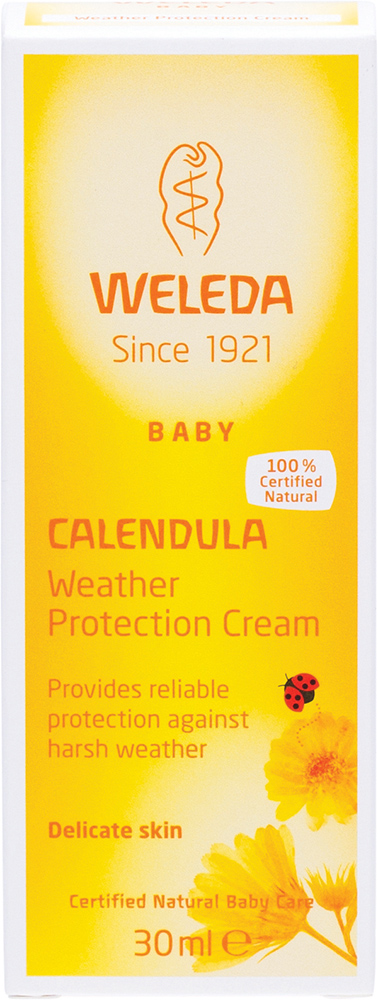 BABY
Weather Protection Cream
WELEDA
Since 1921
BABY
100%
Certified
Natural
CALENDULA
Weather
Protection Cream
Provides reliable
protection against
harsh weather
Delicate skin
Certified Natural Baby Care
30ml e